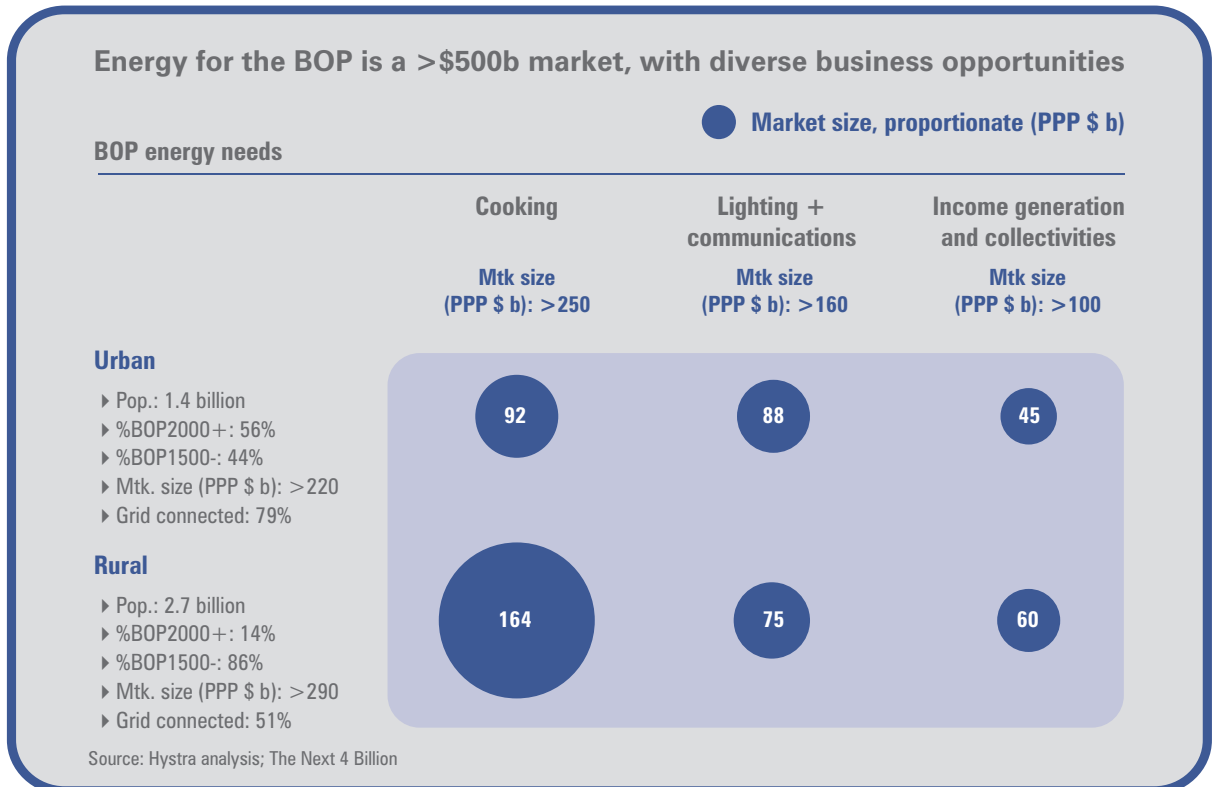 Energy for the BOP is a >$500b market, with diverse business opportunities
Market size, proportionate (PPP $ b)
BOP energy needs
Cooking
Lighting +
communications
Income generation
and collectivities
Mtk size
(PPP $ b): >250
Mtk size
(PPP $ b): >160
Mtk size
(PPP $ b): >100
Urban
Pop.: 1.4 billion
%BOP2000+: 56%
%BOP1500-: 44%
Mtk. size (PPP $ b): >220
Grid connected: 79%
92
88
45
Rural
Pop.: 2.7 billion
%BOP2000+: 14%
%BOP1500-: 86%
Mtk. size (PPP $ b): >290
Grid connected: 51%
164
75
60
Source: Hystra analysis; The Next 4 Billion